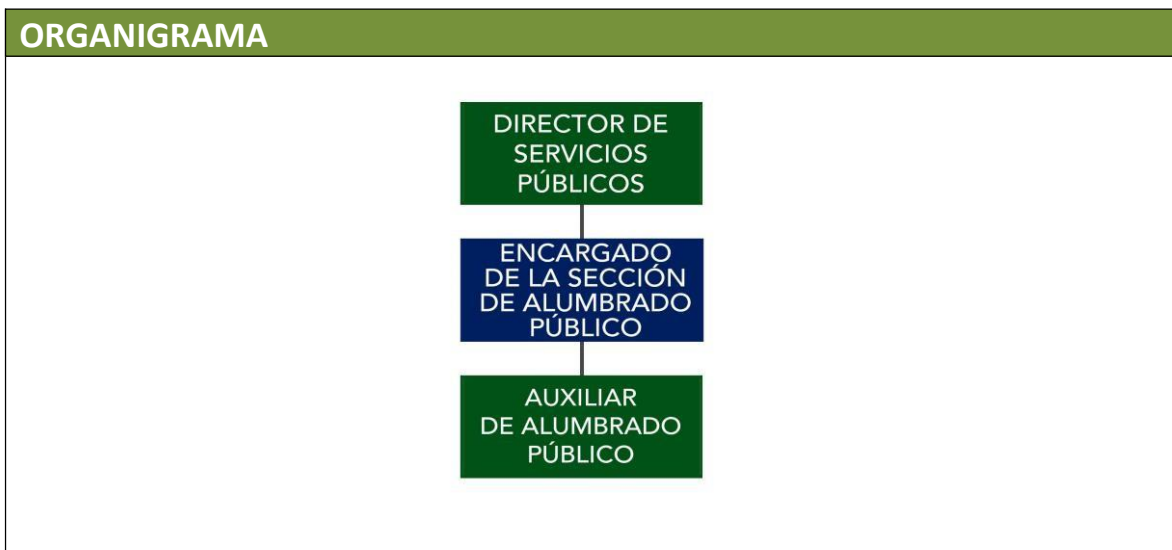 ORGANIGRAMA
DIRECTOR DE
SERVICIOS
PÚBLICOS
ENCARGADO
DE LA SECCIÓN
DE ALUMBRADO
PÚBLICO
AUXILIAR
DE ALUMBRADO
PÚBLICO